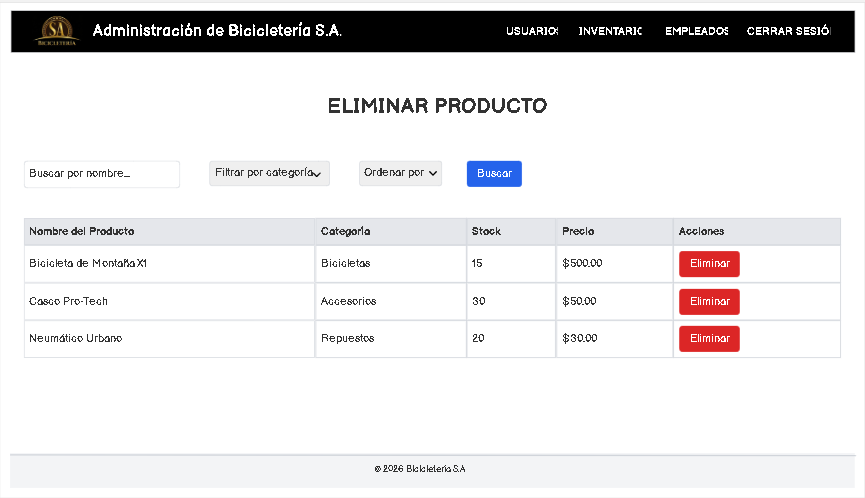 SA
BICICLETERIA
Administración de Bicicletería S.A.
USUARIO
INVENTARIO
EMPLEADOS
CERRAR SESIÓ
ELIMINAR PRODUCTO
Buscar por nombre...
Filtrar por categoría
Ordenar por
Buscar
Nombre del Producto Categoría Stock Precio Acciones
Bicicleta de Montaña X1 Bicicletas 15 $500.00 Eliminar
Casco Pro-Tech Accesorios 30 $50.00 Eliminar
Neumático Urbano Repuestos 20 $30.00 Eliminar
© 2026 Bicicletería S.A